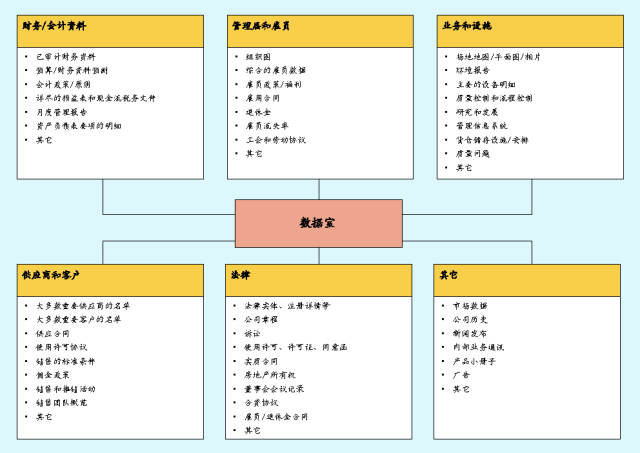 财务/会计资料
• 已审计财务资料
• 预算/财务资料预测
• 会计政策/原则
• 详尽的损益表和现金流税务文件
• 月度管理报告
• 资产负债表要项的明细
• 其它
管理层和雇员
• 组织图
• 综合的雇员数据
• 雇员政策/福利
• 雇用合同
• 退休金
• 雇员流失率
• 工会和劳动协议
• 其它
业务和设施
• 场地地图/平面图/相片
• 环境报告
• 主要的设备明细
• 质量控制和流程控制
• 研究和发展
• 管理信息系统
• 货仓储存设施/安排
• 质量问题
• 其它
数据室
供应商和客户
• 大多数重要供应商的名单
• 大多数重要客户的名单
• 供应合同
• 使用许可协议
• 销售的标准条件
• 佣金政策
• 销售和推销活动
• 销售团队概览
• 其它
法律
• 法律实体、注册详情等
• 公司章程
• 诉讼
• 使用许可、许可证、同意函
• 买卖合同
• 房地产所有权
• 董事会会议记录
• 合资协议
• 雇员/退休金合同
• 其它
其它
• 市场数据
• 公司历史
• 新闻发布
• 内部业务通讯
• 产品小册子
• 广告
• 其它